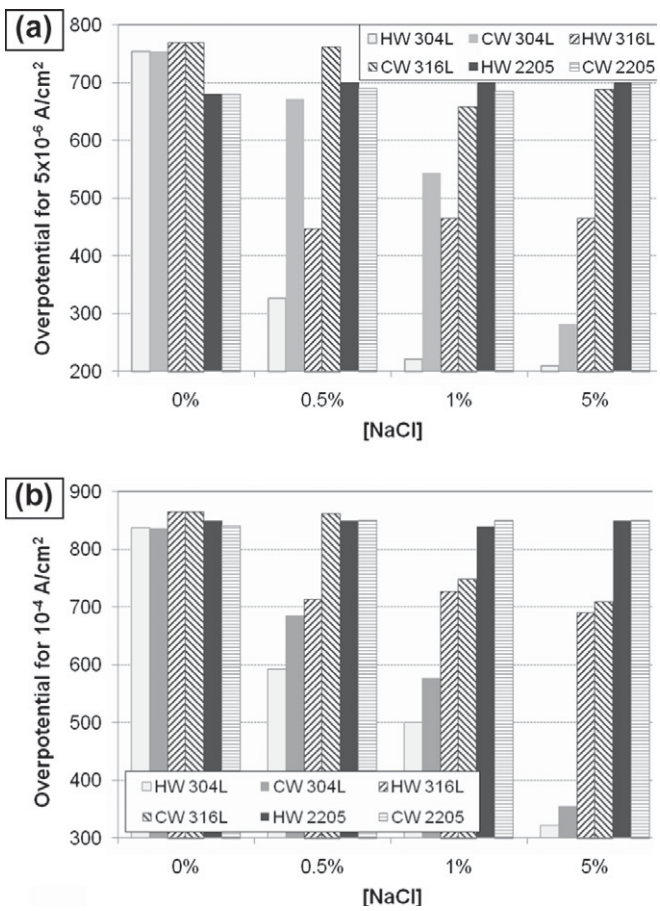 (a)
800
700
600
500
400
300
200
Overpotential for 5x10⁻⁶ A/cm²
HW 304L CW 304L HW 316L
CW 316L HW 2205 CW 2205
0% 0.5% 1% 5%
[NaCl]
(b)
900
800
700
600
500
400
300
Overpotential for 10⁻⁴ A/cm²
HW 304L CW 304L HW 316L
CW 316L HW 2205 CW 2205
0% 0.5% 1% 5%
[NaCl]